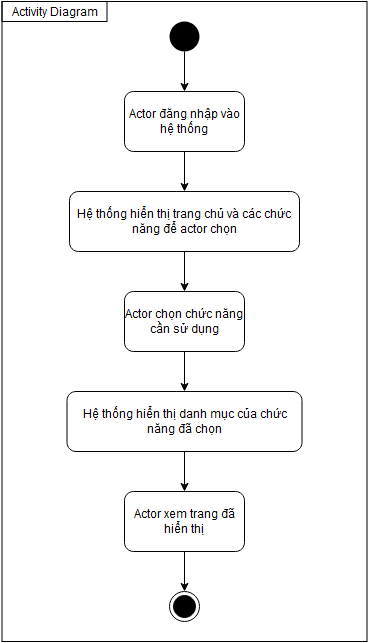 Activity Diagram
Actor đăng nhập vào
hệ thống
Hệ thống hiển thị trang chủ và các chức
năng để actor chọn
Actor chọn chức năng
cần sử dụng
Hệ thống hiển thị danh mục của chức
năng đã chọn
Actor xem trang đã
hiển thị